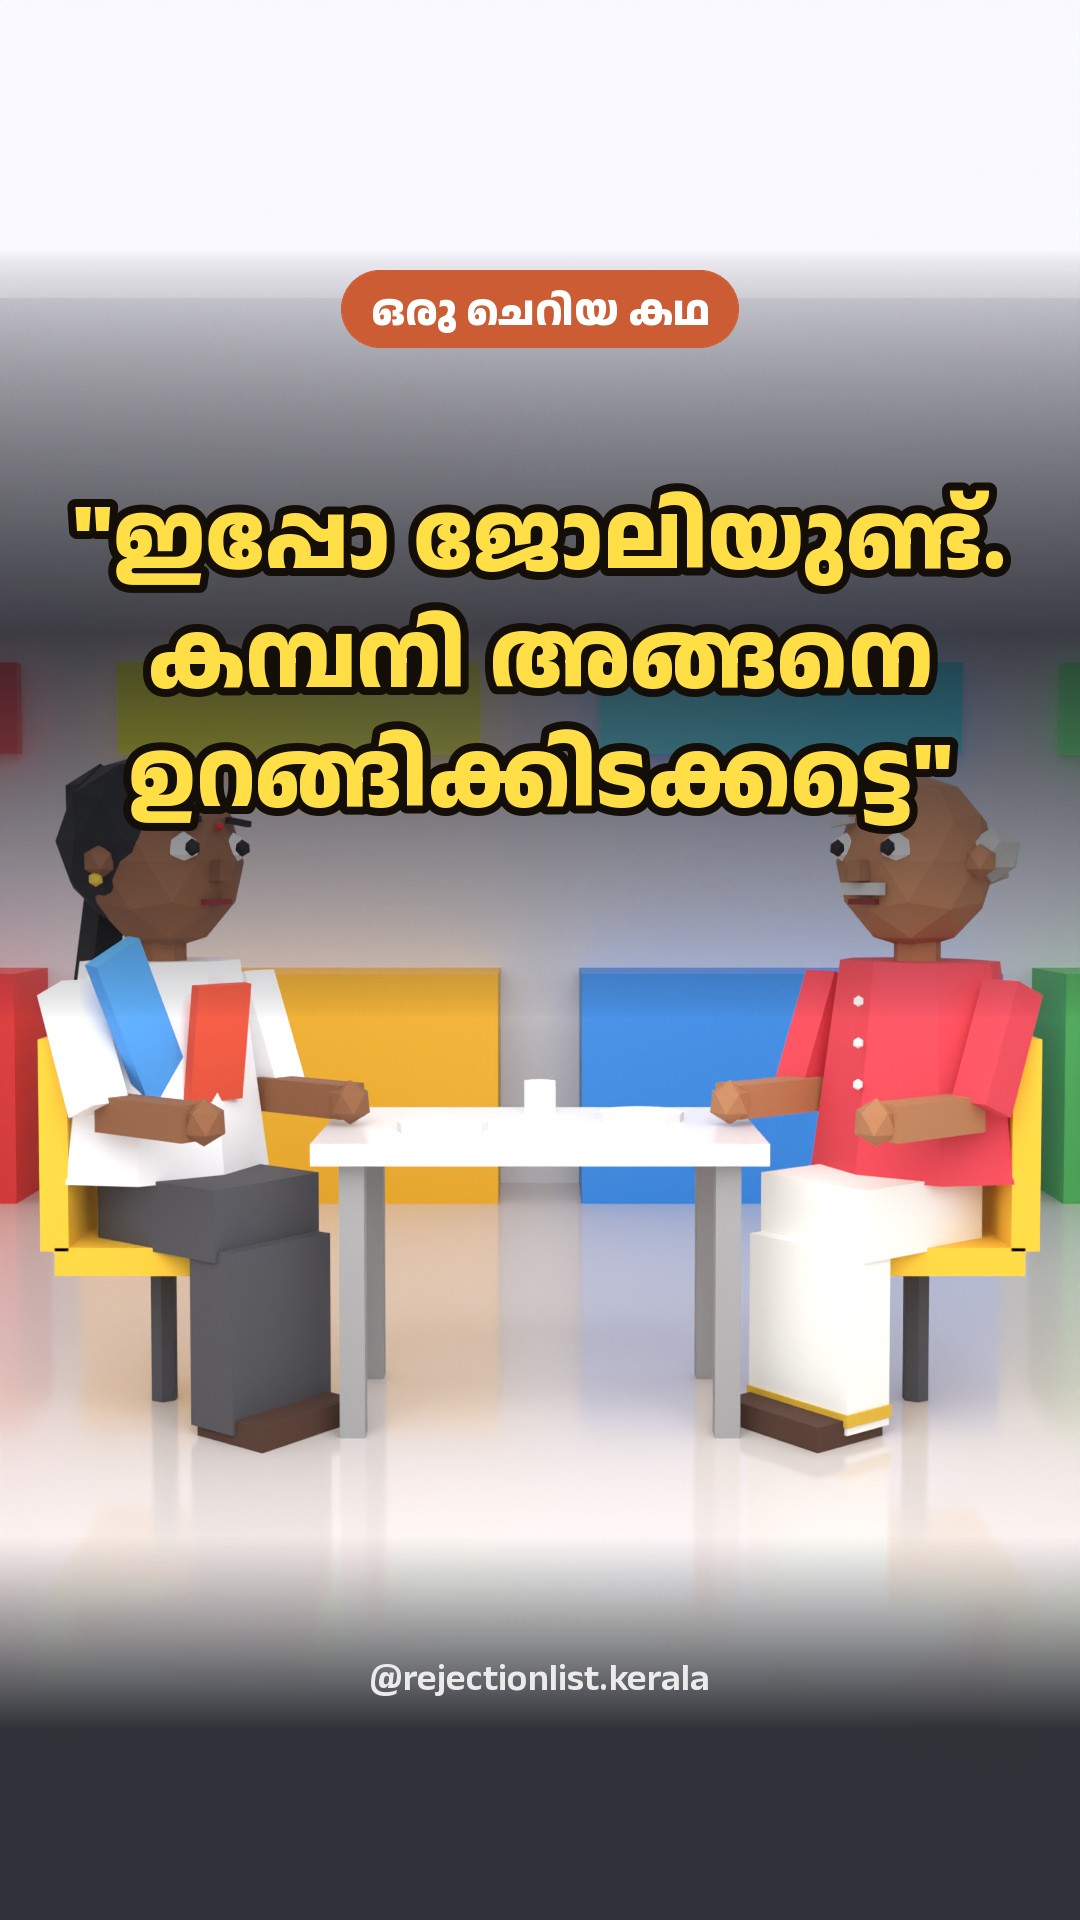 ഒരു ചെറിയ കഥ
"ഇപ്പോ ജോലിയുണ്ട്.
കമ്പനി അങ്ങനെ
ഉറങ്ങിക്കിടക്കട്ടെ"
@rejectionlist.kerala